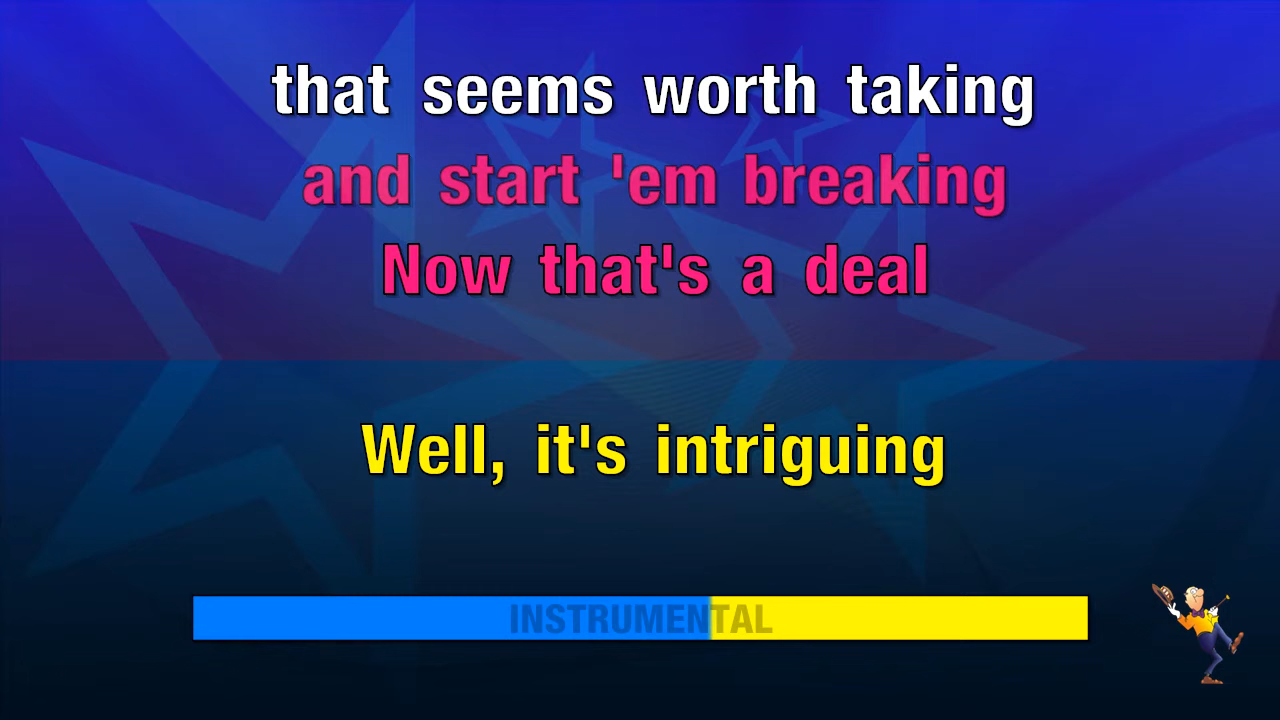 that seems worth taking
and start 'em breaking
Now that's a deal
Well, it's intriguing
INSTRUMENTAL